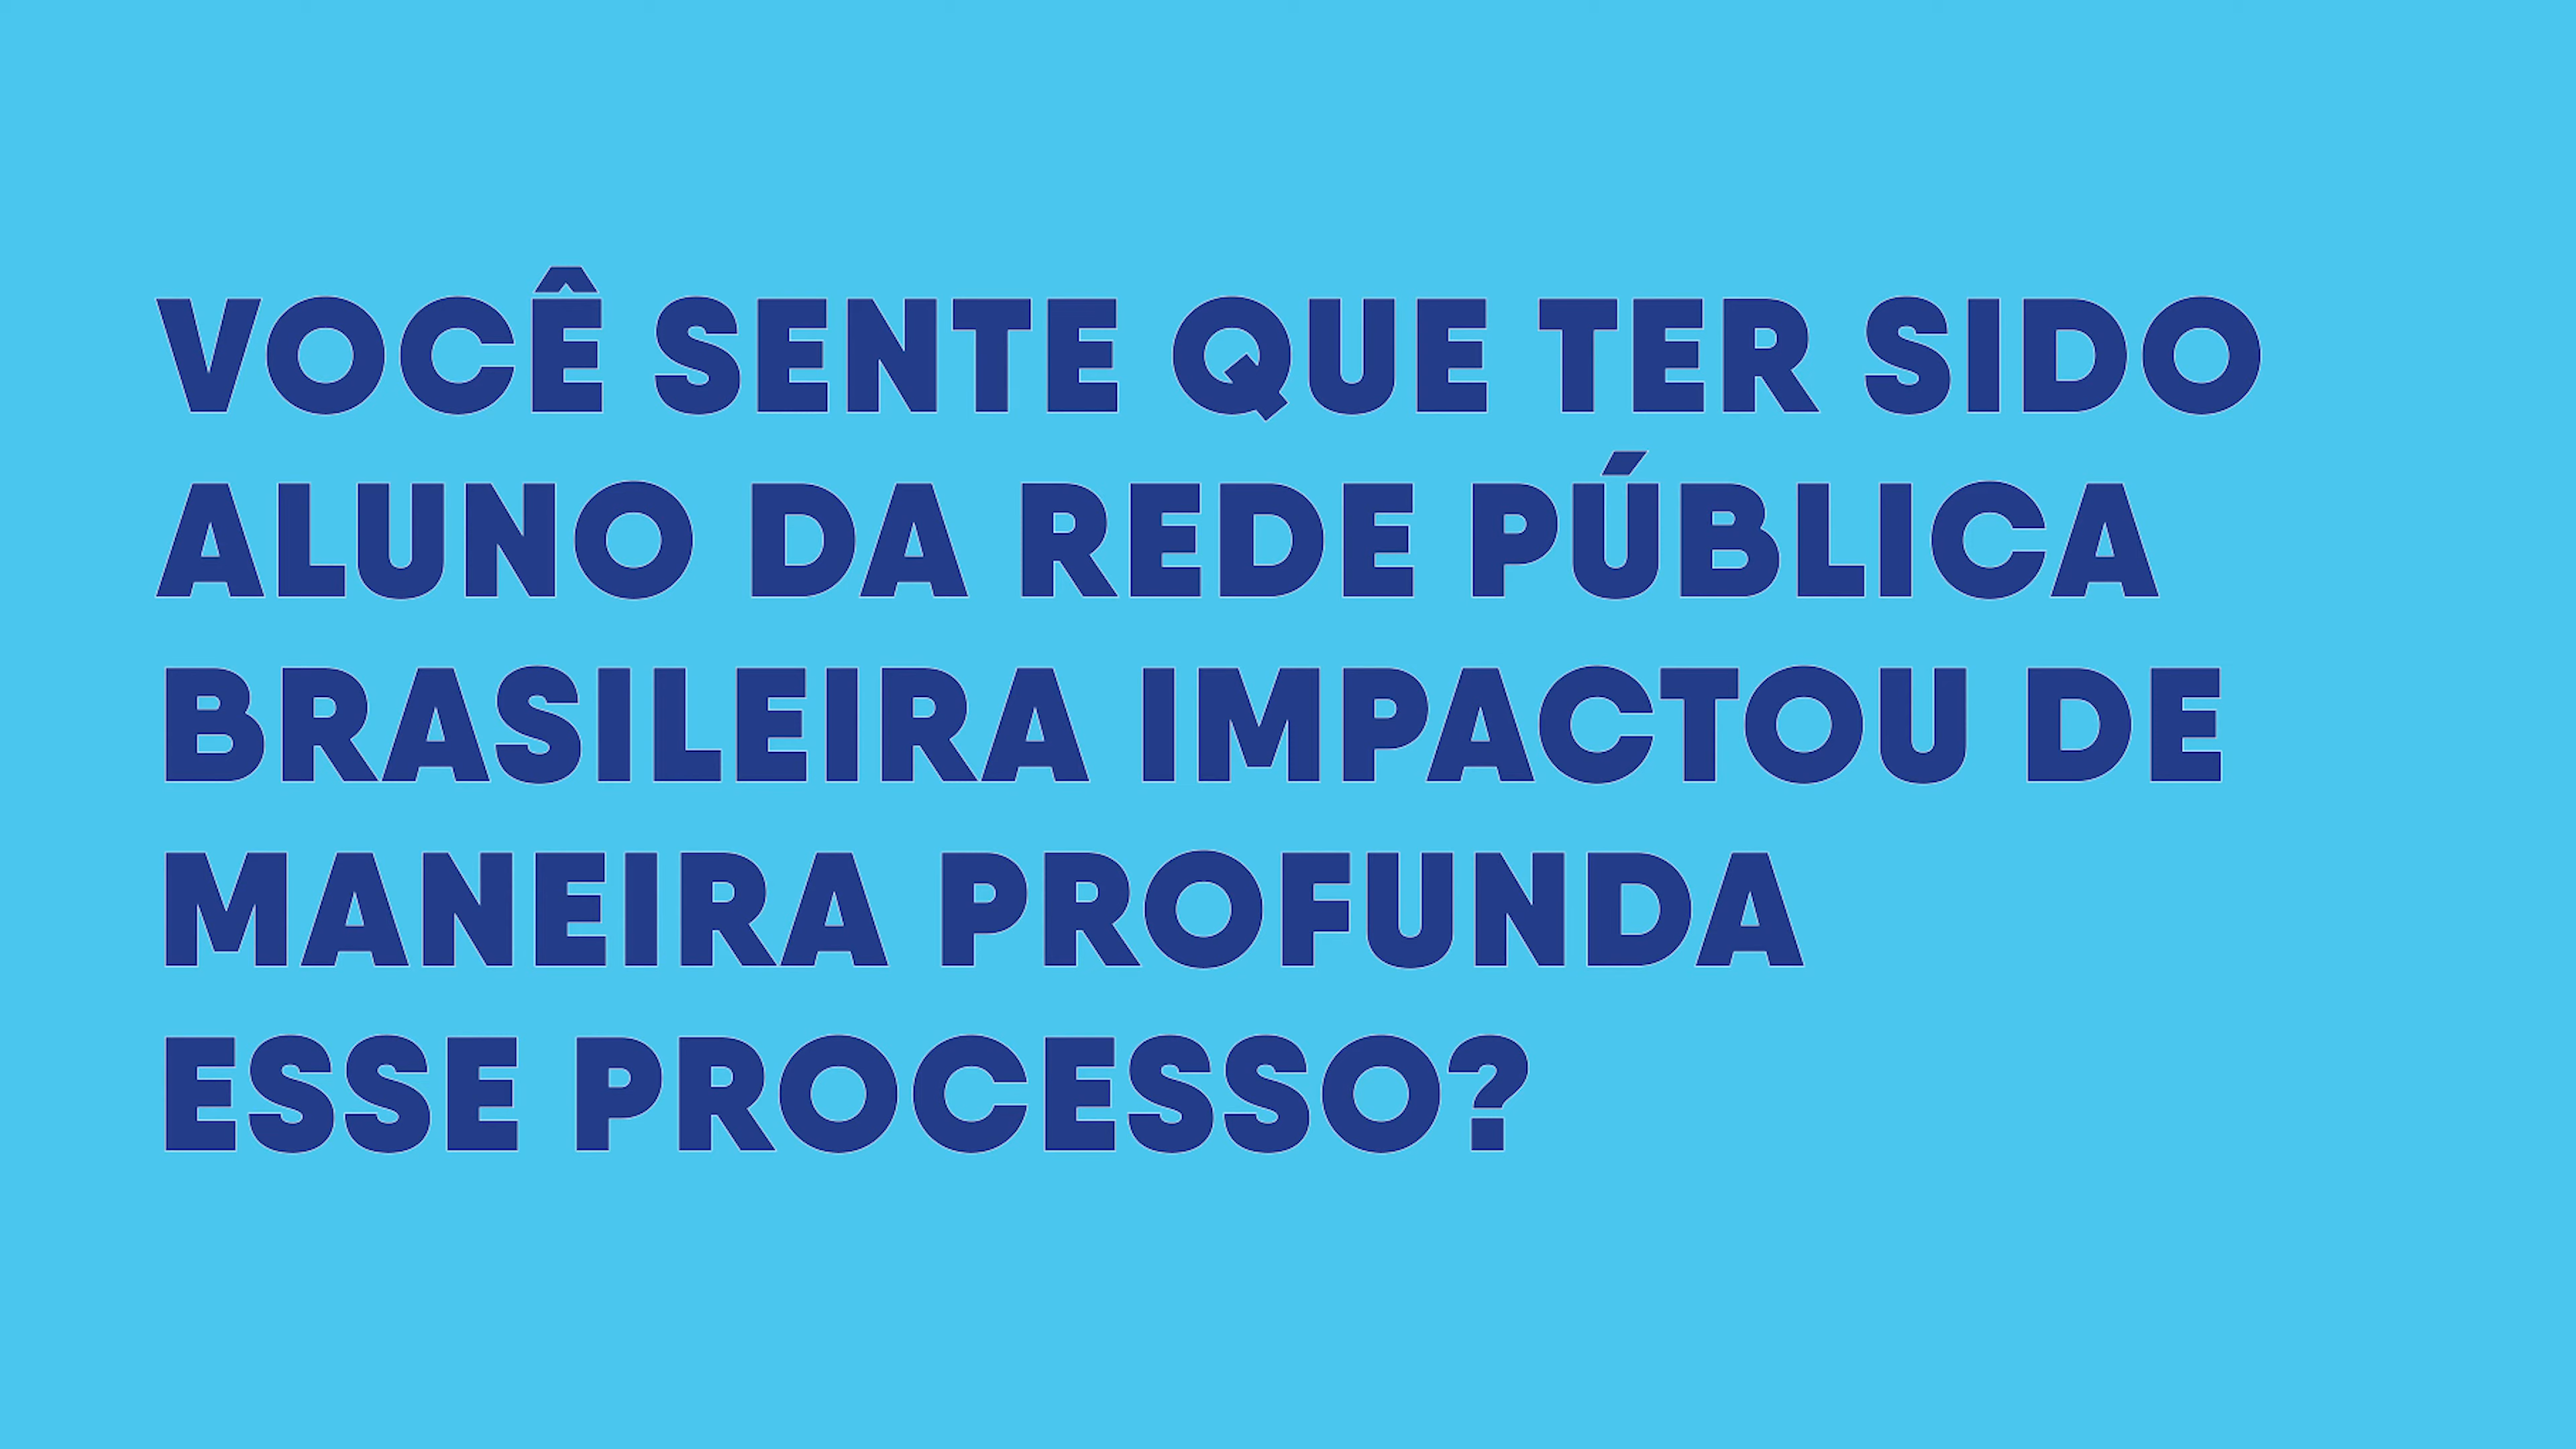 VOCÊ SENTE QUE TER SIDO
ALUNO DA REDE PÚBLICA
BRASILEIRA IMPACTOU DE
MANEIRA PROFUNDA
ESSE PROCESSO?